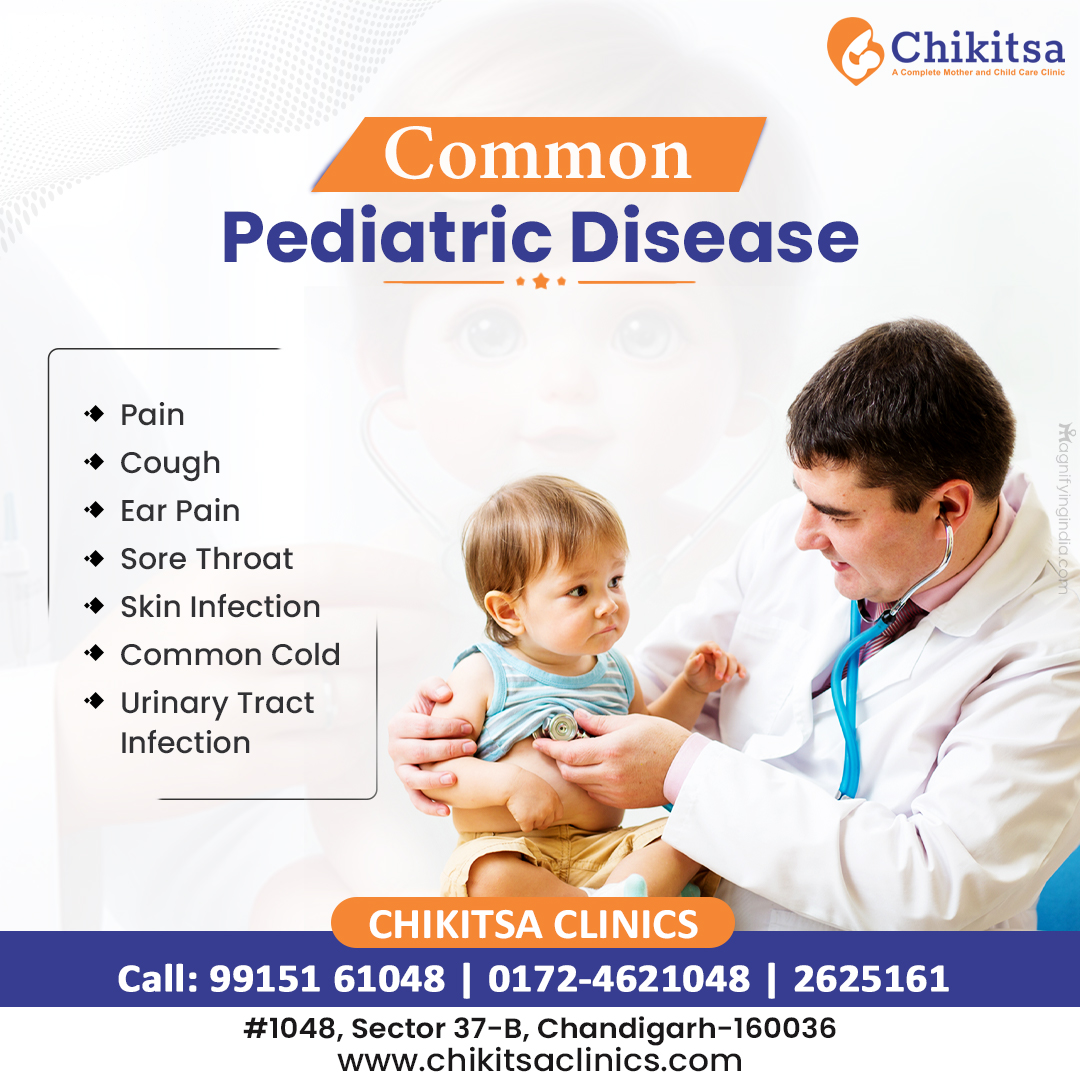 Chikitsa
A Complete Mother and Child Care Clinic
Common
Pediatric Disease
Pain
Cough
Ear Pain
Sore Throat
Skin Infection
Common Cold
Urinary Tract
Infection
Magnifyingindia.com
CHIKITSA CLINICS
Call: 99151 61048 | 0172-4621048 | 2625161
#1048, Sector 37-B, Chandigarh-160036
www.chikitsaclinics.com